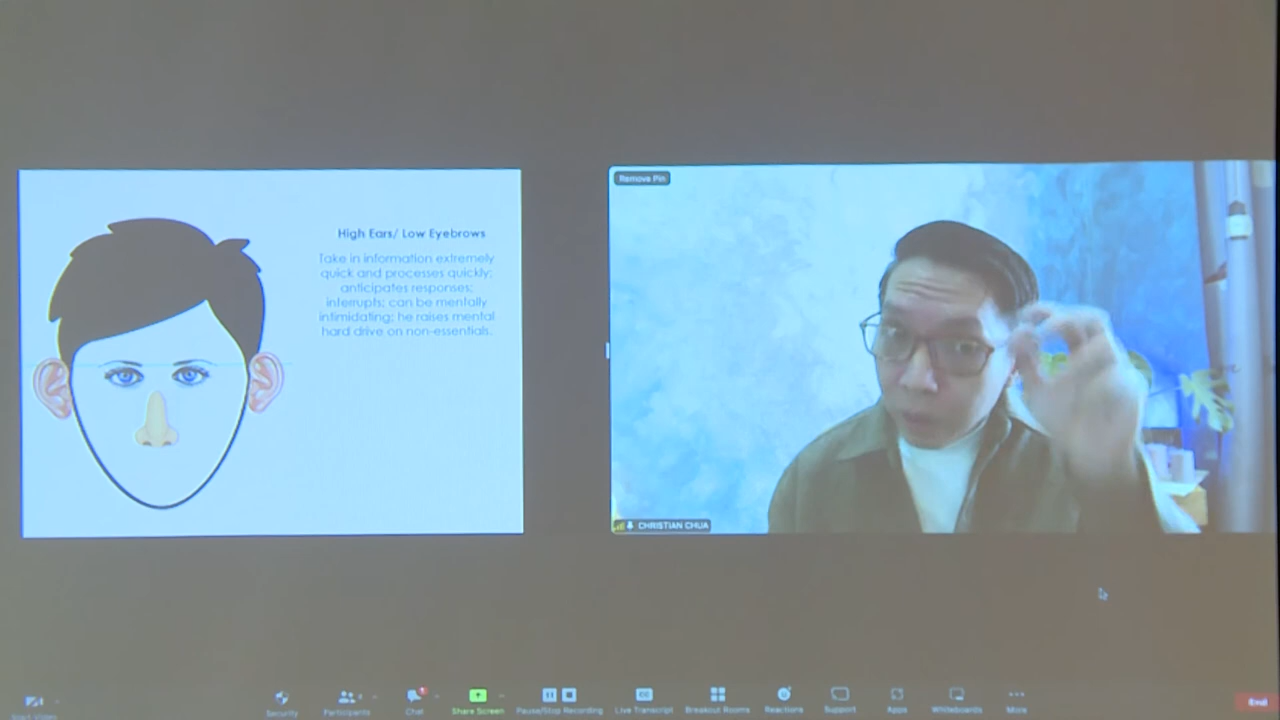 High Ears/ Low Eyebrows
Take in information extremely
quick and processes quickly;
anticipates responses;
interrupts; can be mentally
intimidating; he raises mental
hard drive on non-essentials.
Remove Pin
CHRISTIAN CHUA
Start Video
Security
Participants
Chat
Share Screen
Pause/Stop Recording
Live Transcript
Breakout Rooms
Reactions
Support
Apps
Whiteboards
More
End